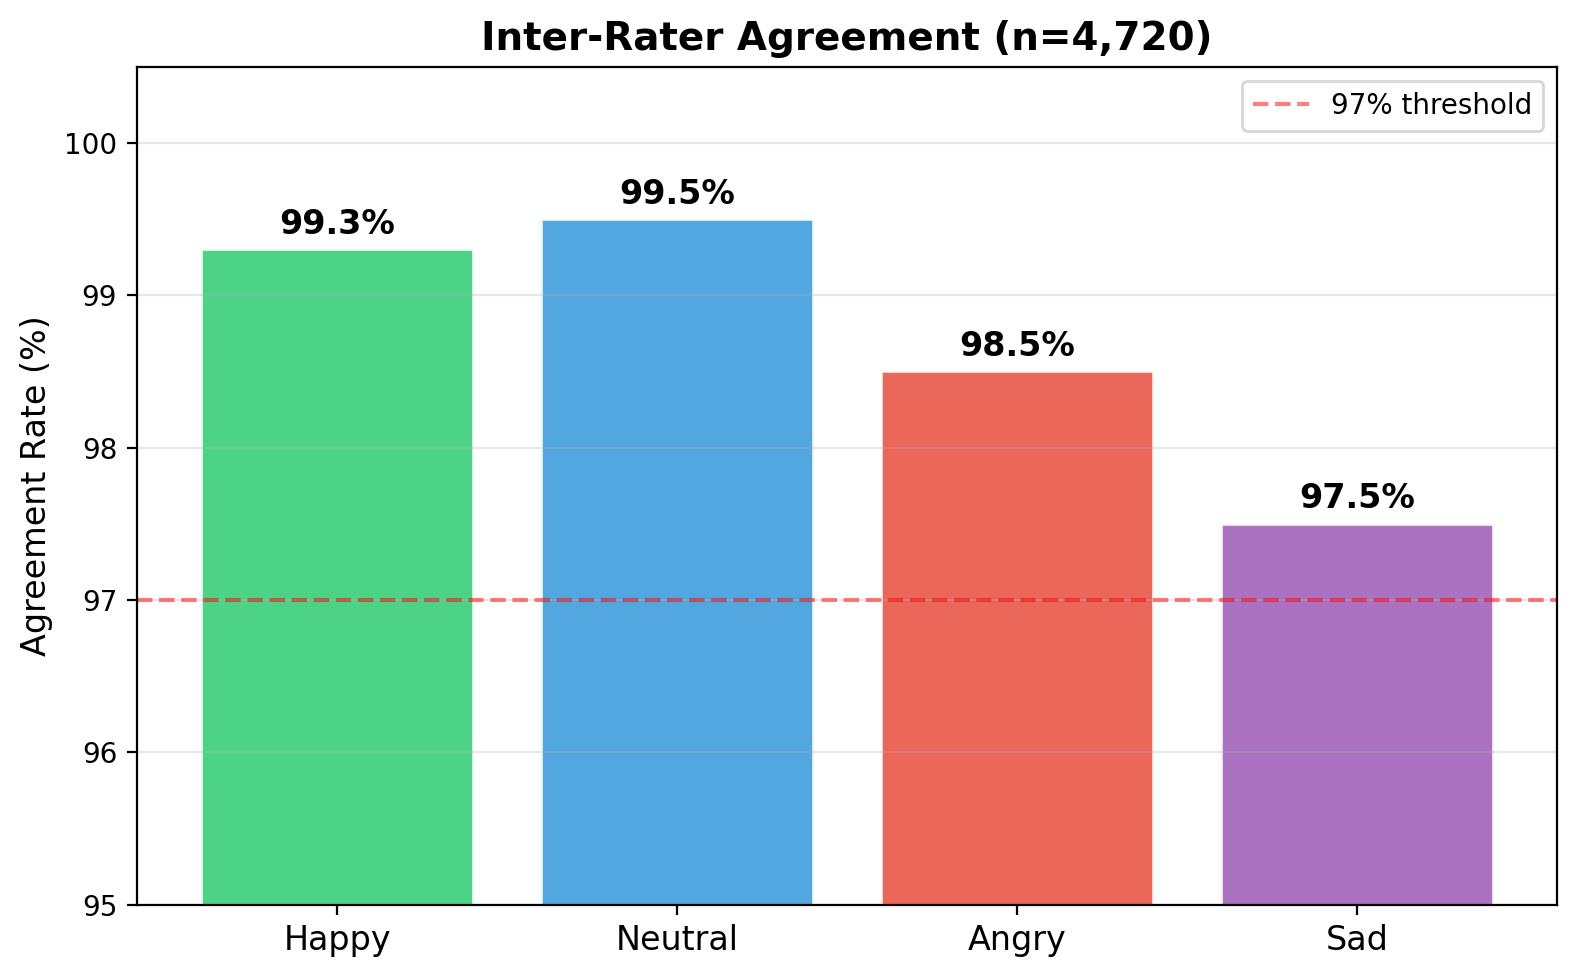 Inter-Rater Agreement (n=4,720)
97% threshold
Agreement Rate (%)
100
99
98
97
96
95
99.3%
99.5%
98.5%
97.5%
Happy
Neutral
Angry
Sad